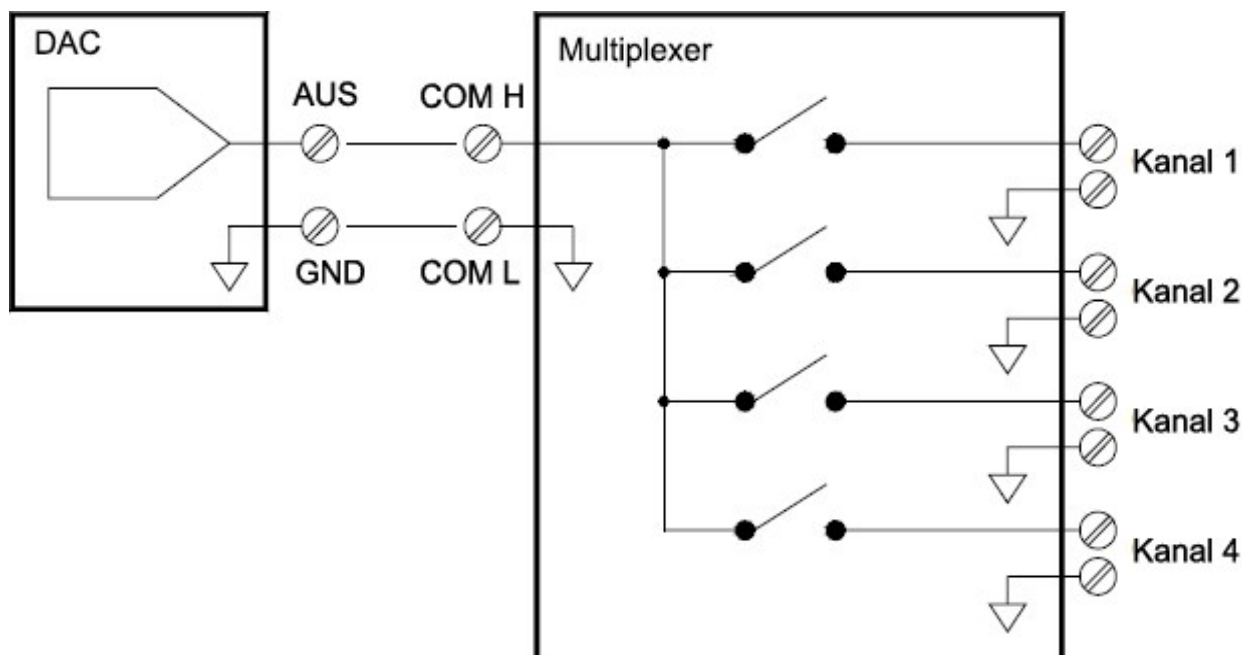 DAC
Multiplexer
AUS
COM H
GND
COM L
Kanal 1
Kanal 2
Kanal 3
Kanal 4